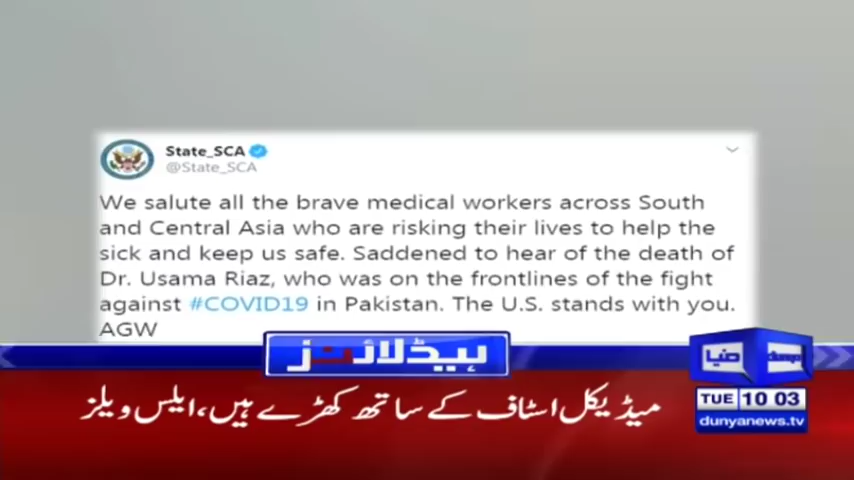 State_SCA
@State_SCA
We salute all the brave medical workers across South
and Central Asia who are risking their lives to help the
sick and keep us safe. Saddened to hear of the death of
Dr. Usama Riaz, who was on the frontlines of the fight
against #COVID19 in Pakistan. The U.S. stands with you.
AGW
ہیڈلائنز
میڈیکل اسٹاف کے ساتھ کھڑے ہیں، ایلس ویلز
دنیا
TUE 10 03
dunyanews.tv